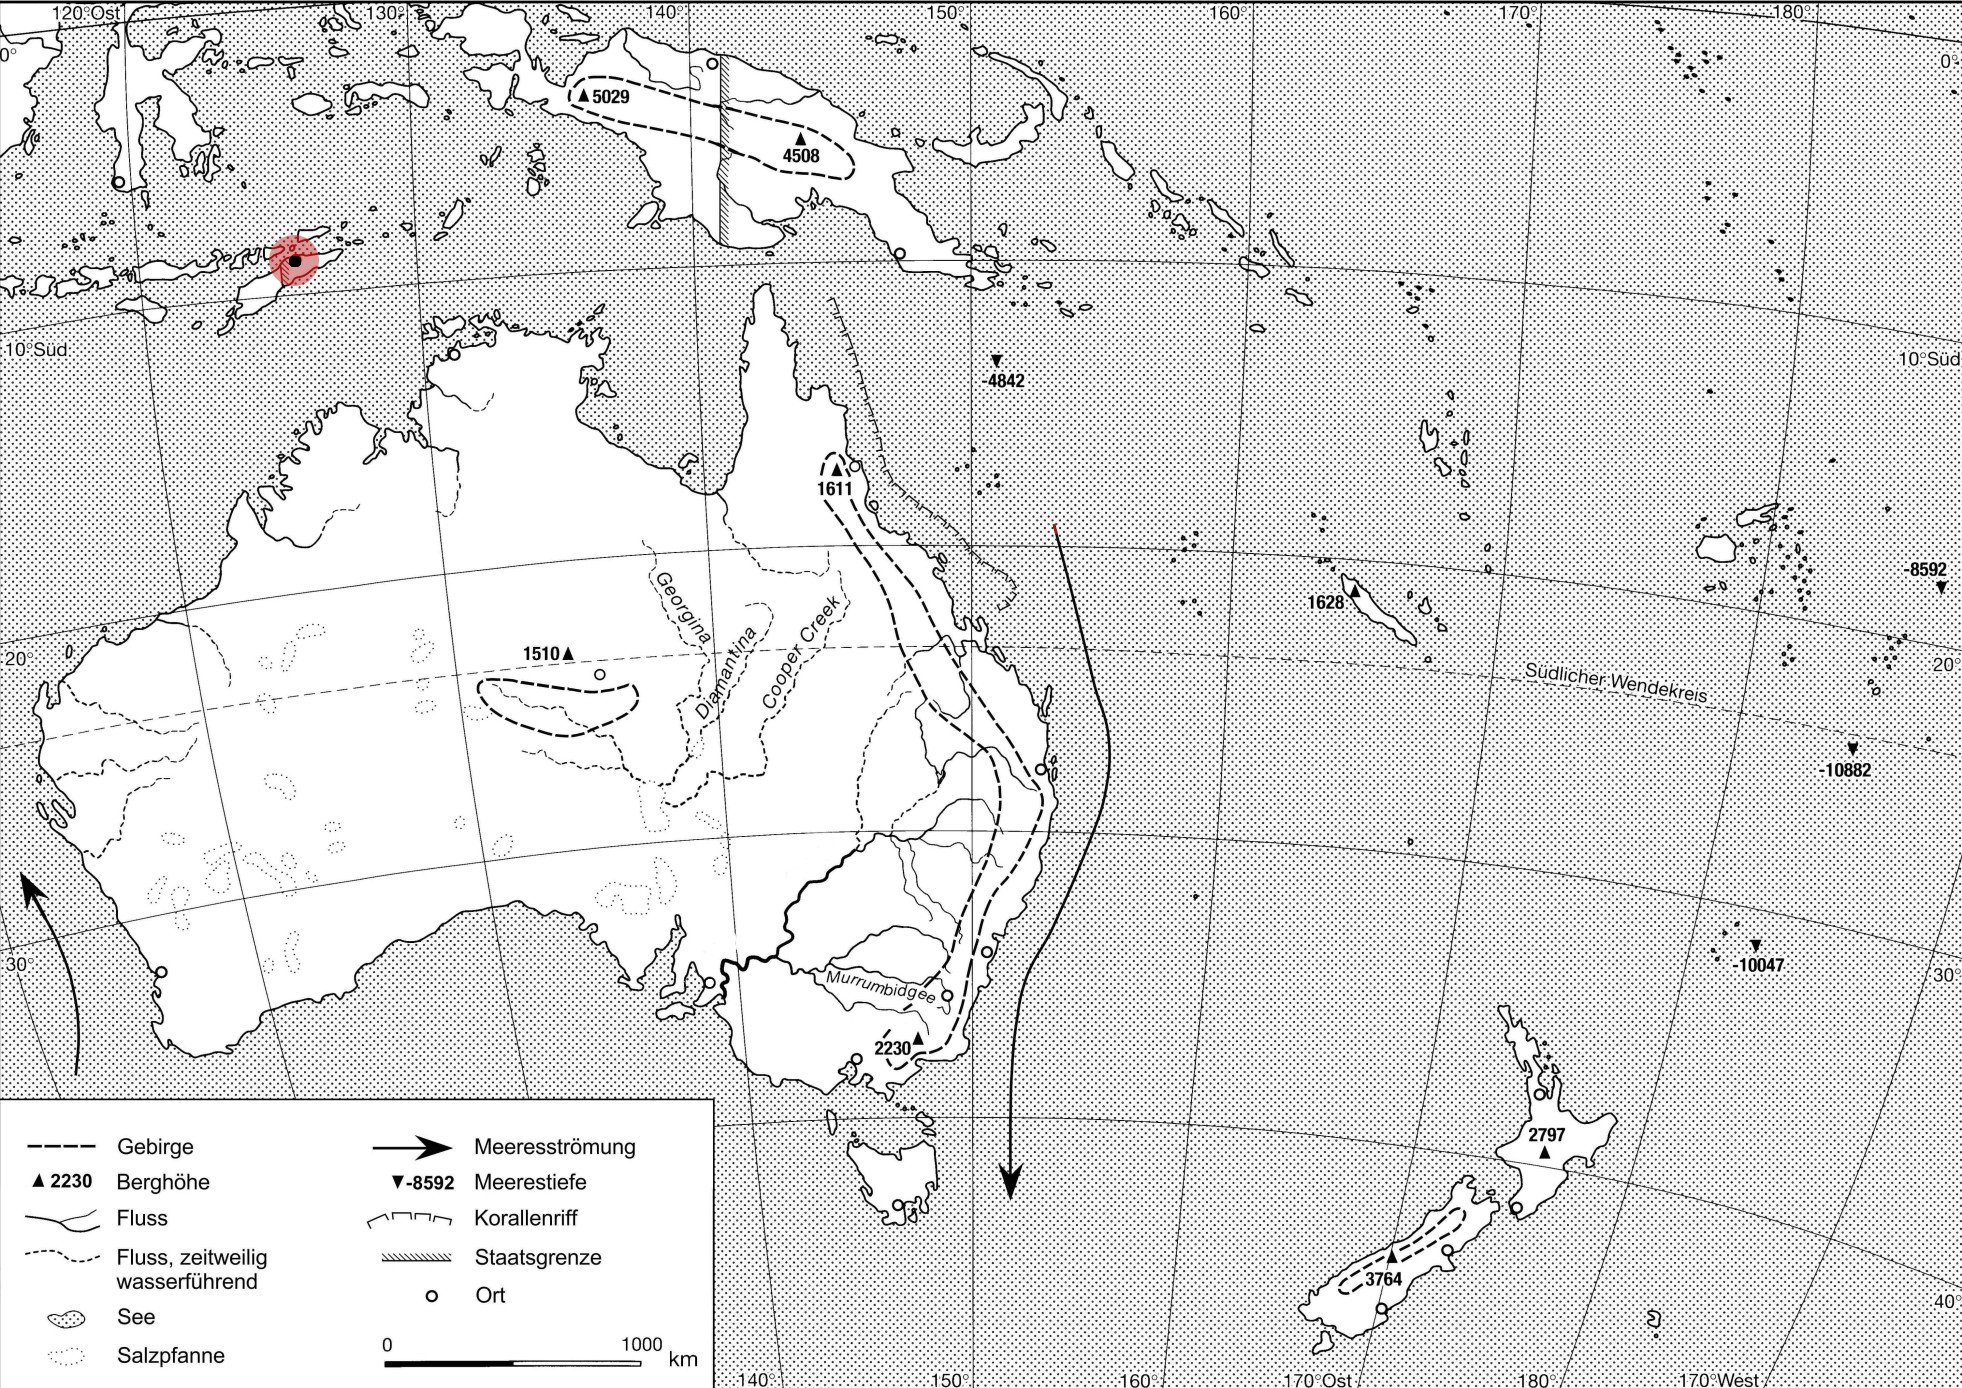 120°Ost
130°
140°
150°
160°
170°
180°
0°
0°
5029
4508
10°Süd
10°Süd
-4842
1611
-8592
Georgina
Diamantina
Cooper Creek
1628
1510
20°
20°
Südlicher Wendekreis
-10882
30°
-10047
30°
Murrumbidgee
2230
2797
3764
40°
Gebirge
2230 Berghöhe
Fluss
Fluss, zeitweilig
wasserführend
See
Salzpfanne
Meeresströmung
-8592 Meerestiefe
Korallenriff
Staatsgrenze
Ort
0 1000 km
140°
150°
160°
170°Ost
180°
170°West